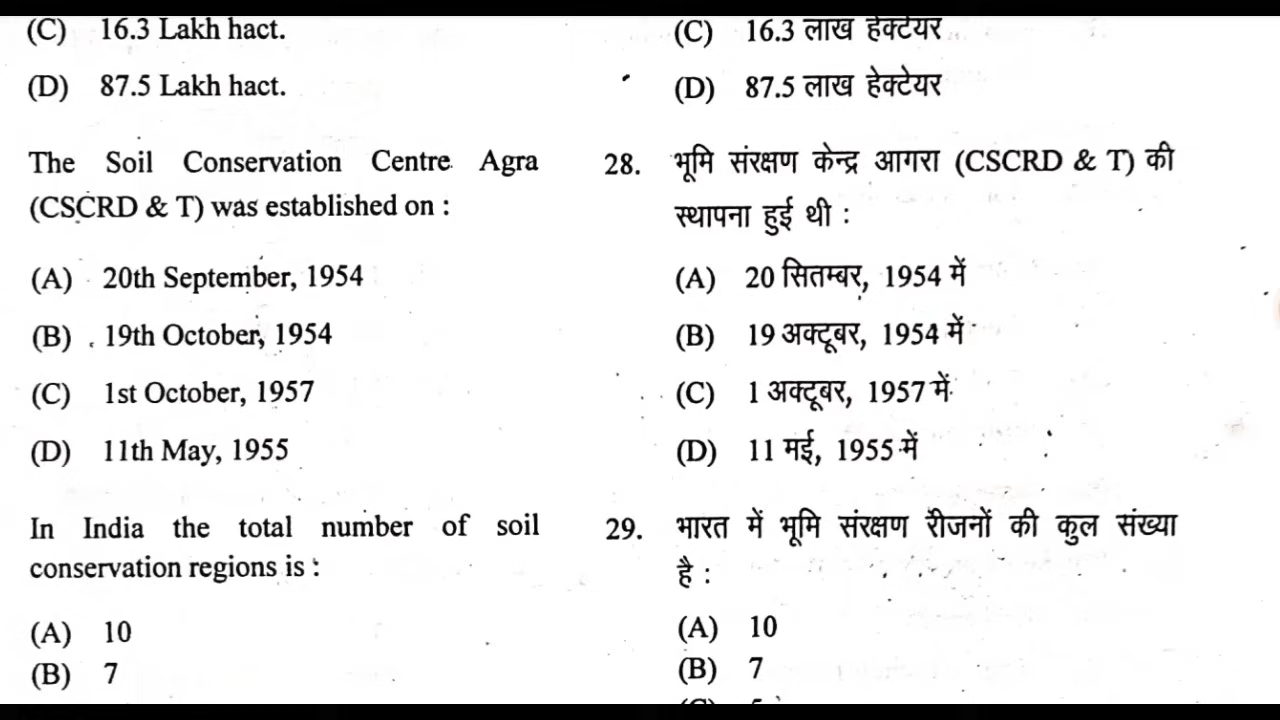 (C) 16.3 Lakh hact.
(D) 87.5 Lakh hact.
The Soil Conservation Centre Agra
(CSCRD & T) was established on :
(A) 20th September, 1954
(B) 19th October, 1954
(C) 1st October, 1957
(D) 11th May, 1955
In India the total number of soil
conservation regions is :
(A) 10
(B) 7
(C) 16.3 लाख हेक्टेयर
(D) 87.5 लाख हेक्टेयर
28. भूमि संरक्षण केन्द्र आगरा (CSCRD & T) की
स्थापना हुई थी :
(A) 20 सितम्बर, 1954 में
(B) 19 अक्टूबर, 1954 में
(C) 1 अक्टूबर, 1957 में
(D) 11 मई, 1955 में
29. भारत में भूमि संरक्षण रीजनों की कुल संख्या
है :
(A) 10
(B) 7